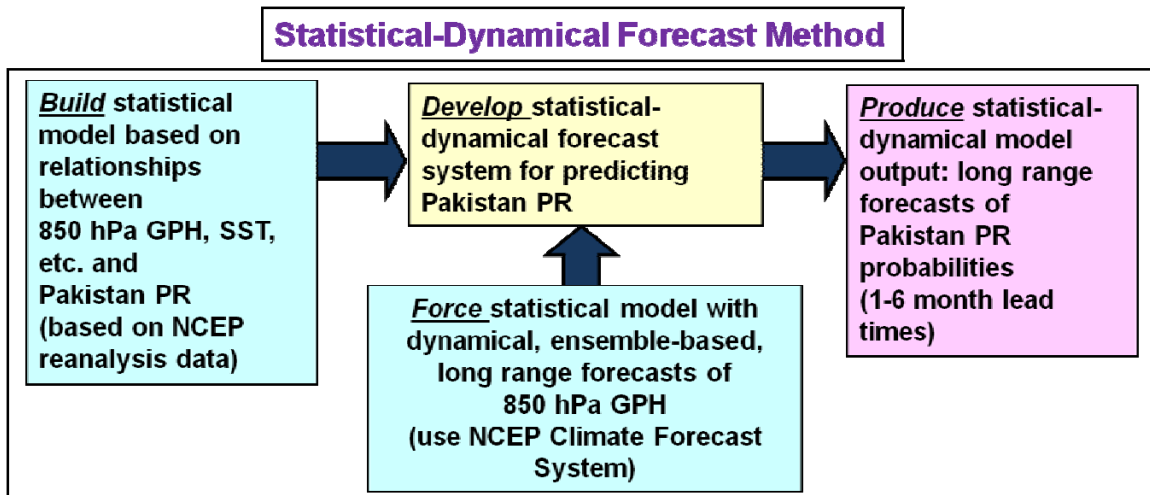 Statistical-Dynamical Forecast Method
Build statistical
model based on
relationships
between
850 hPa GPH, SST,
etc. and
Pakistan PR
(based on NCEP
reanalysis data)
Develop statistical-
dynamical forecast
system for predicting
Pakistan PR
Produce statistical-
dynamical model
output: long range
forecasts of
Pakistan PR
probabilities
(1-6 month lead
times)
Force statistical model with
dynamical, ensemble-based,
long range forecasts of
850 hPa GPH
(use NCEP Climate Forecast
System)